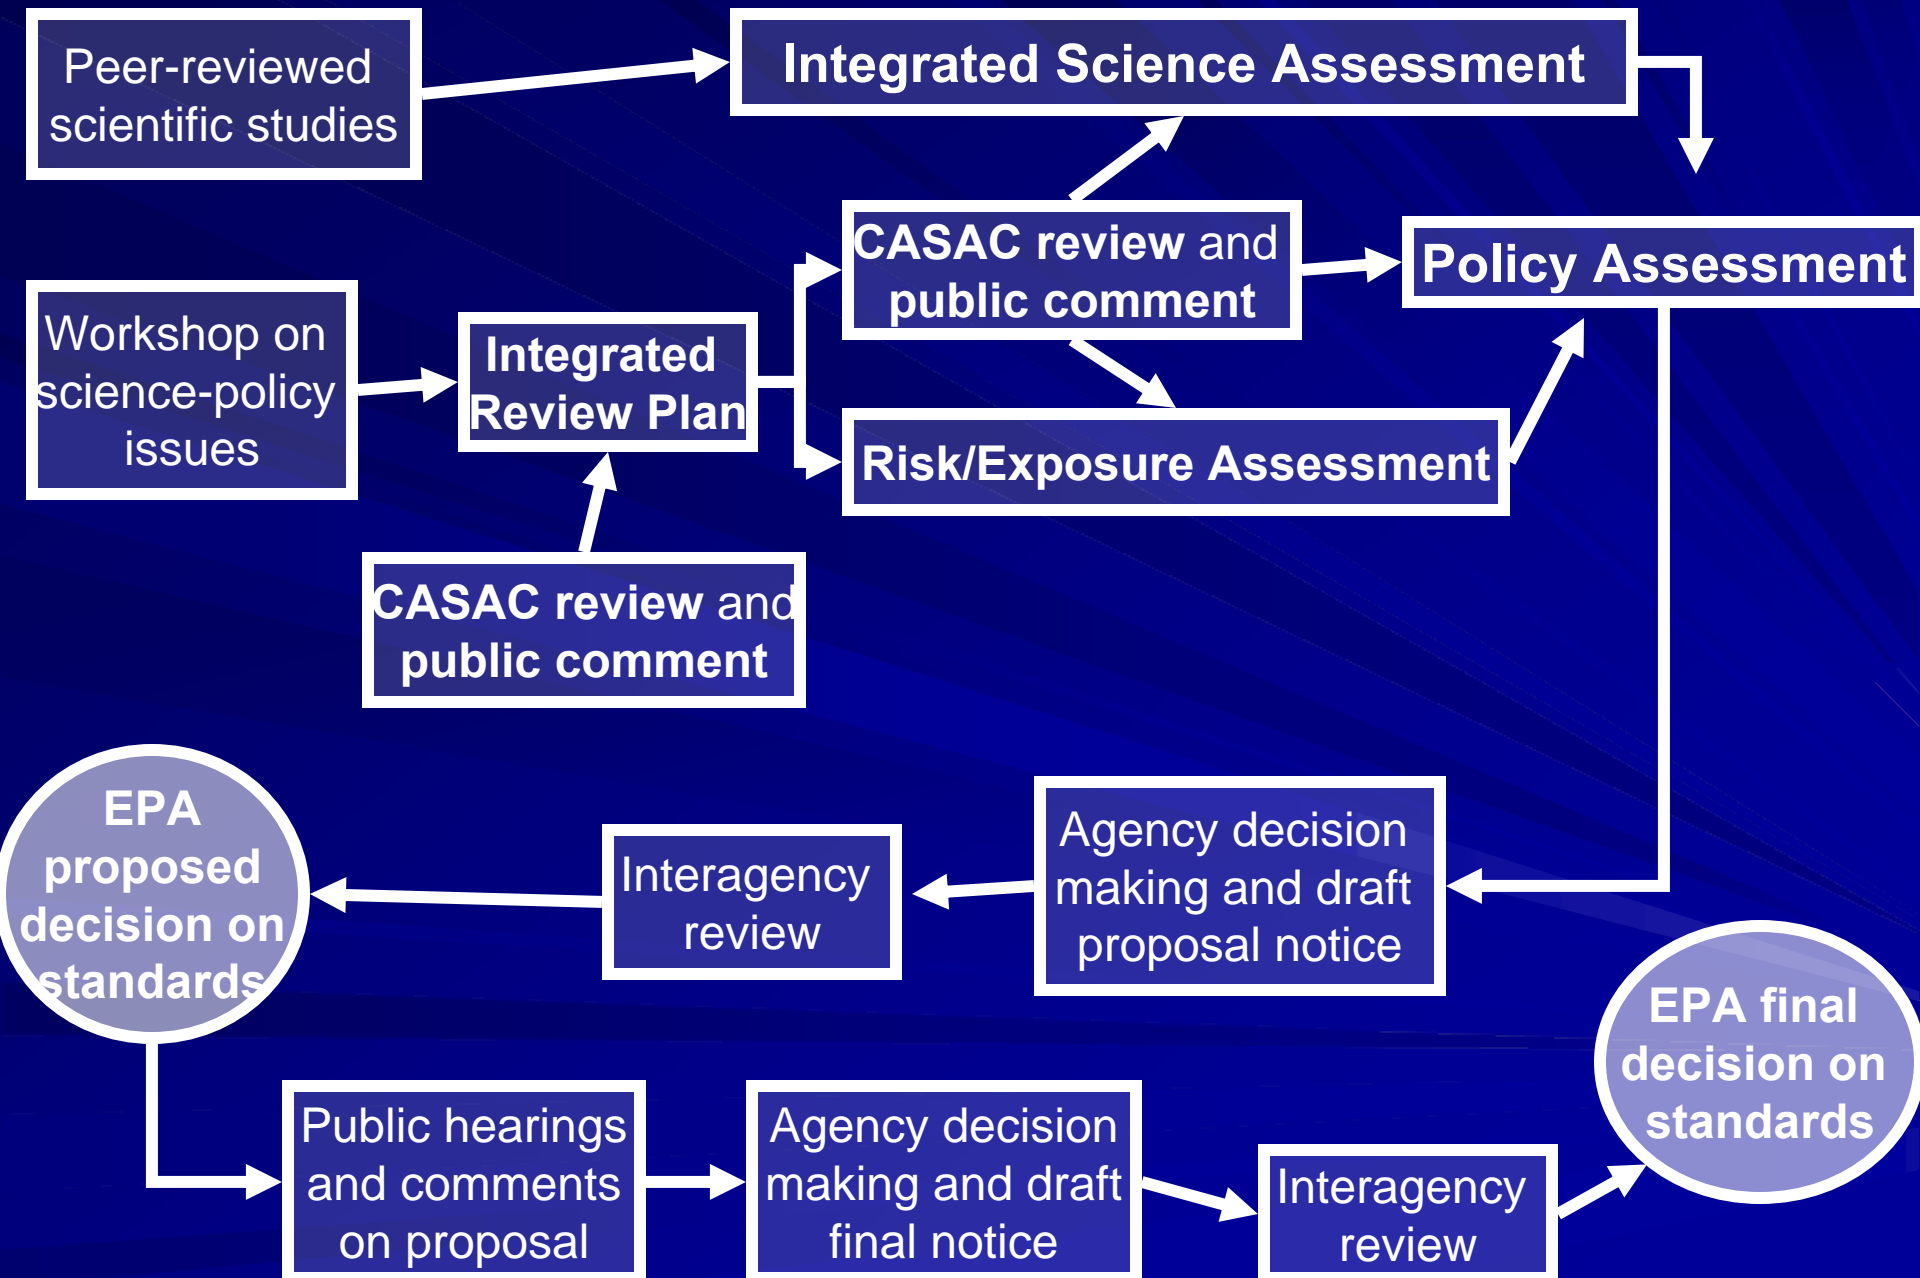 Peer-reviewed
scientific studies
Integrated Science Assessment
CASAC review and
public comment
Policy Assessment
Workshop on
science-policy
issues
Integrated
Review Plan
Risk/Exposure Assessment
CASAC review and
public comment
EPA
proposed
decision on
standards
Interagency
review
Agency decision
making and draft
proposal notice
EPA final
decision on
standards
Public hearings
and comments
on proposal
Agency decision
making and draft
final notice
Interagency
review